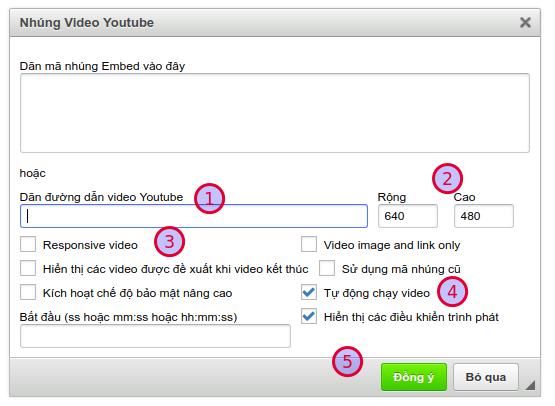 Nhúng Video Youtube
Dãn mã nhúng Embed vào đây
hoặc
2
Dãn đường dẫn video Youtube 1 Rộng Cao
640 480
Responsive video 3 Video image and link only
Hiển thị các video được đề xuất khi video kết thúc Sử dụng mã nhúng cũ
Kích hoạt chế độ bảo mật nâng cao Tự động chạy video 4
Bắt đầu (ss hoặc mm:ss hoặc hh:mm:ss) Hiển thị các điều khiển trình phát
5 Đồng ý Bỏ qua